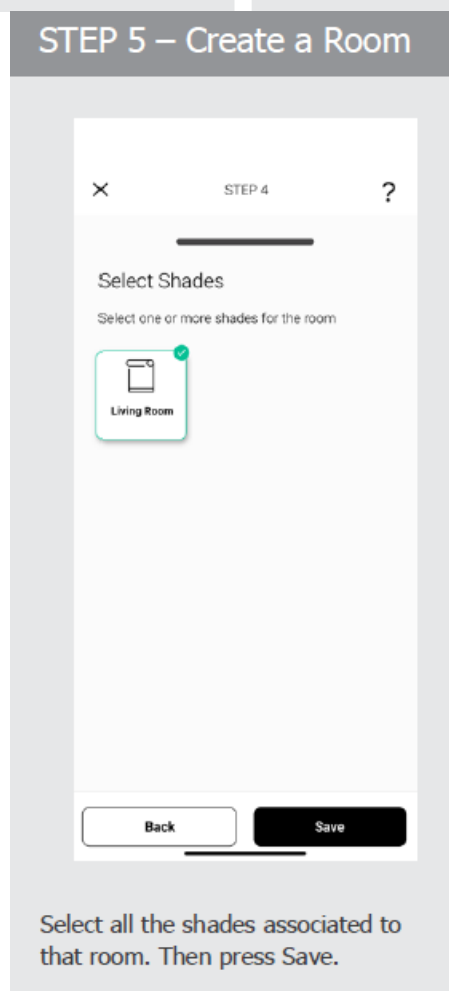 STEP 5 – Create a Room
STEP 4
?
Select Shades
Select one or more shades for the room
Living Room
Back
Save
Select all the shades associated to
that room. Then press Save.